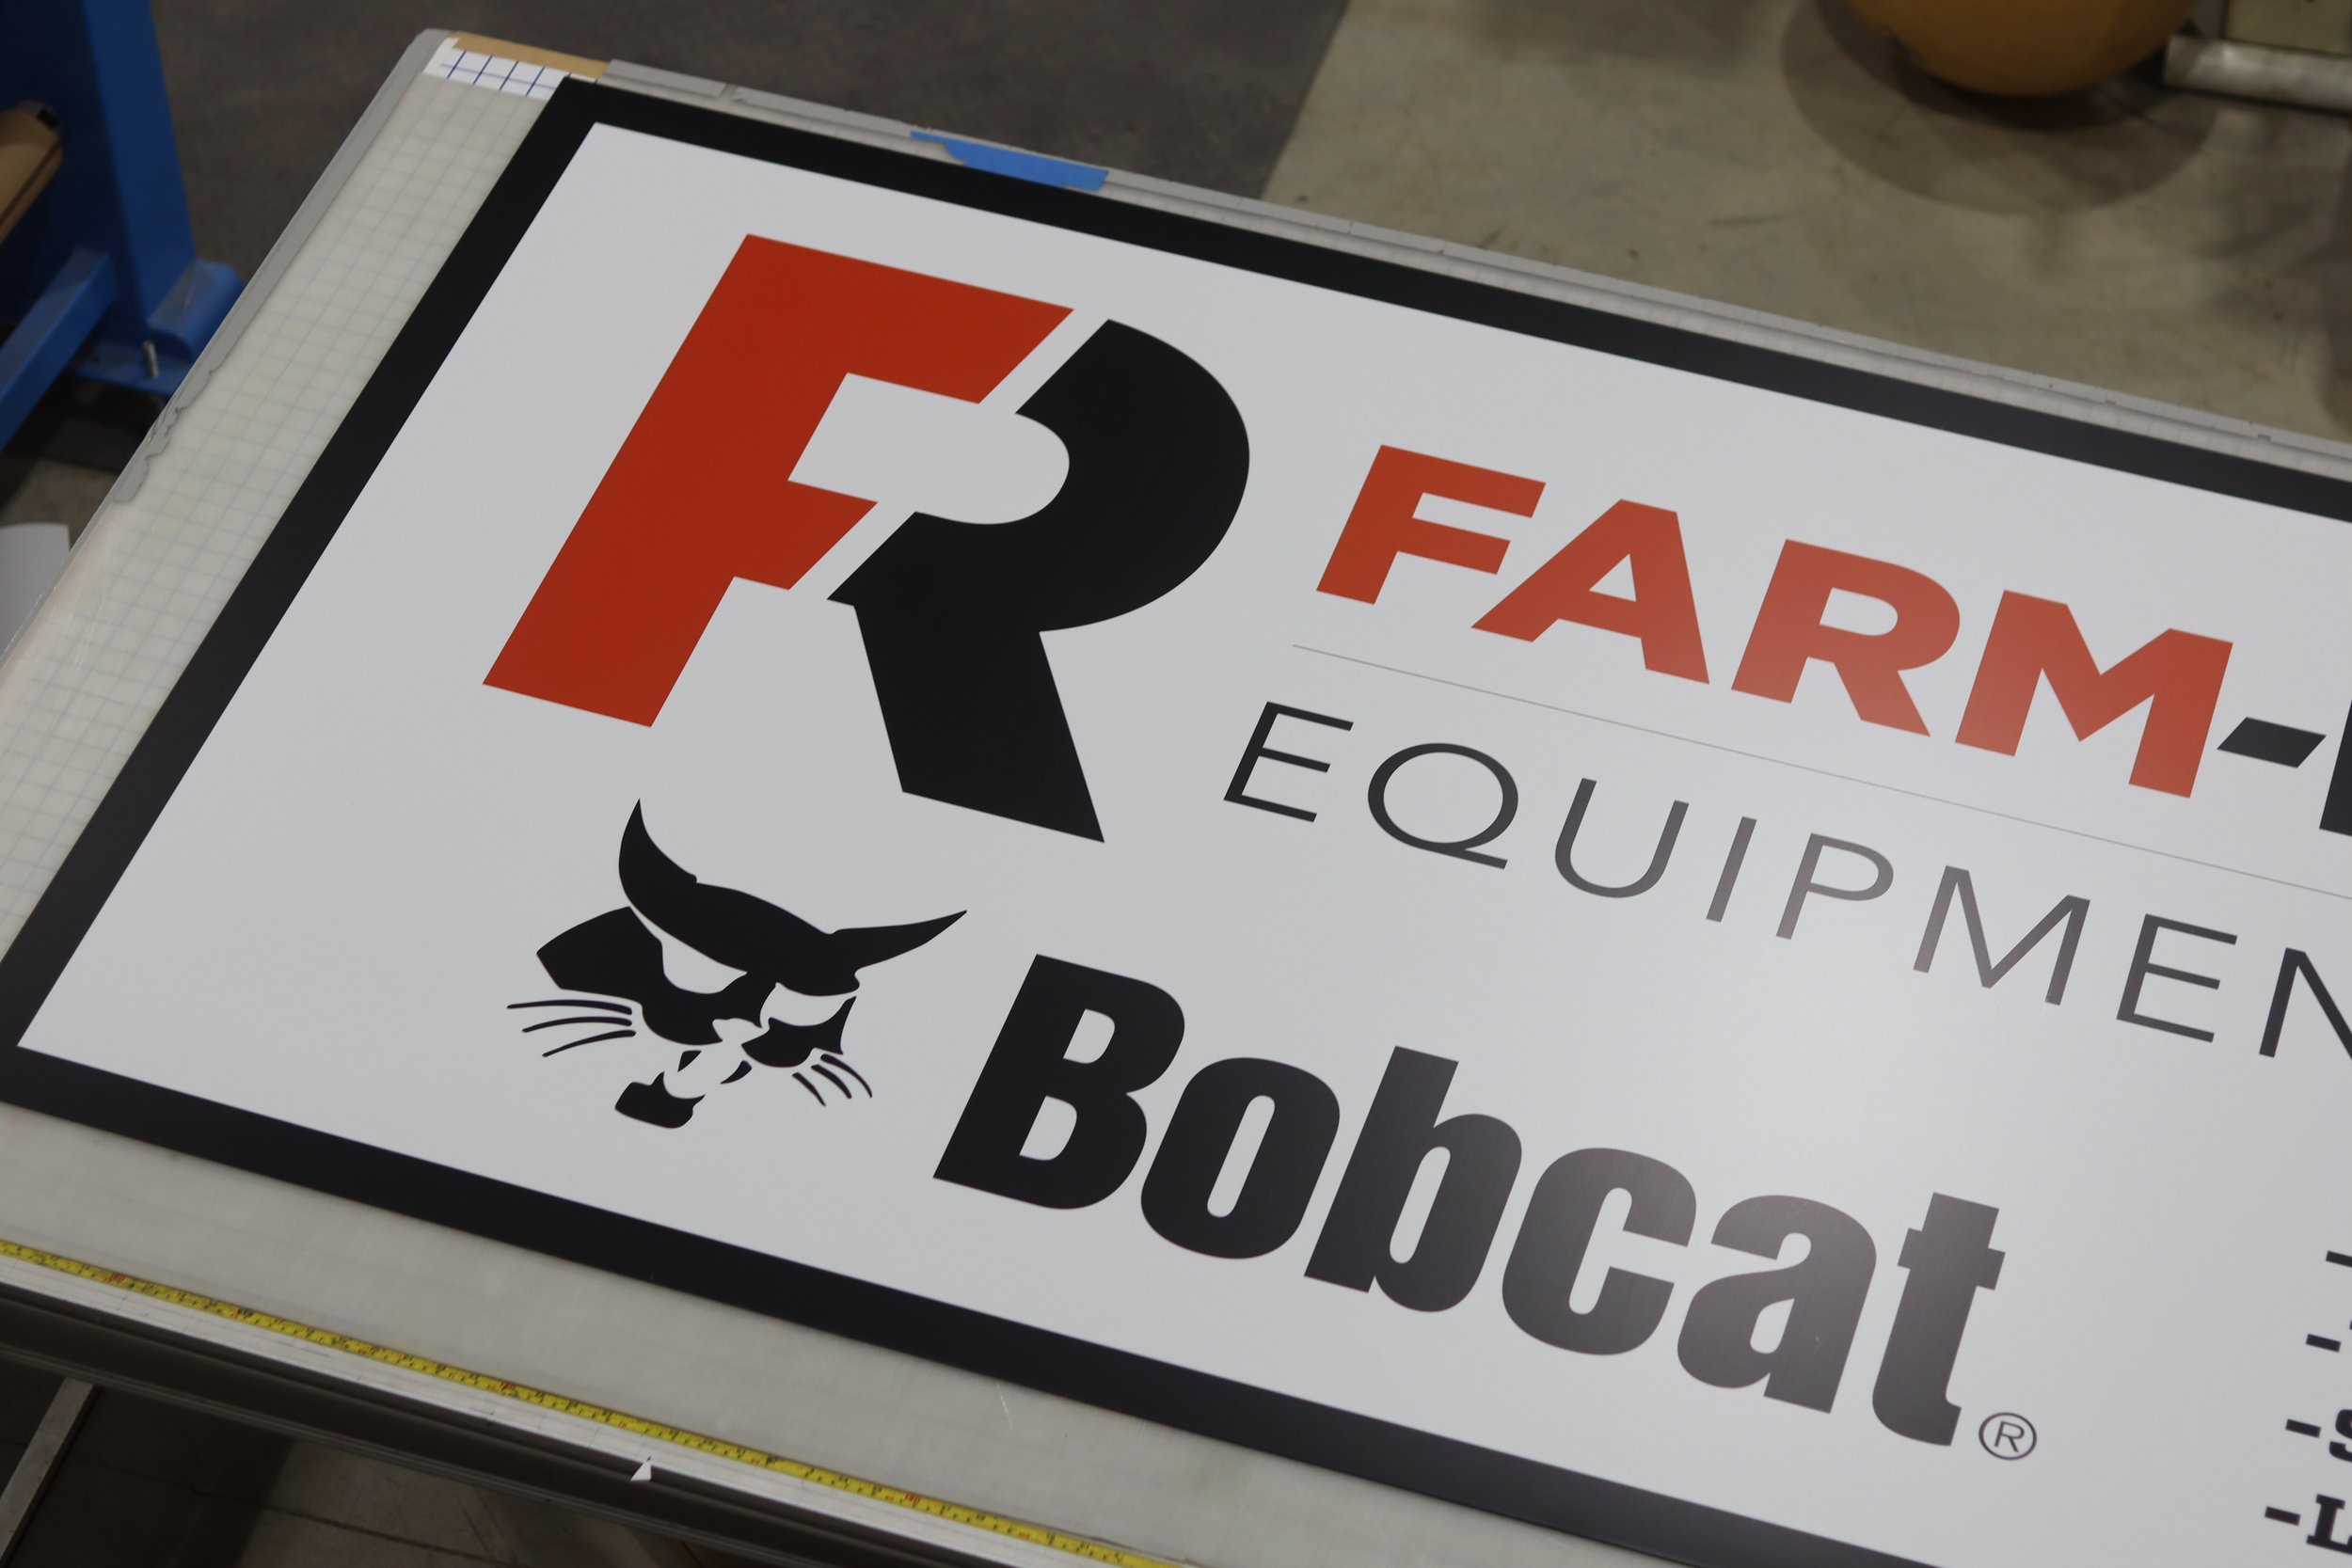 FR
FARM-
EQUIPMEN
Bobcat®